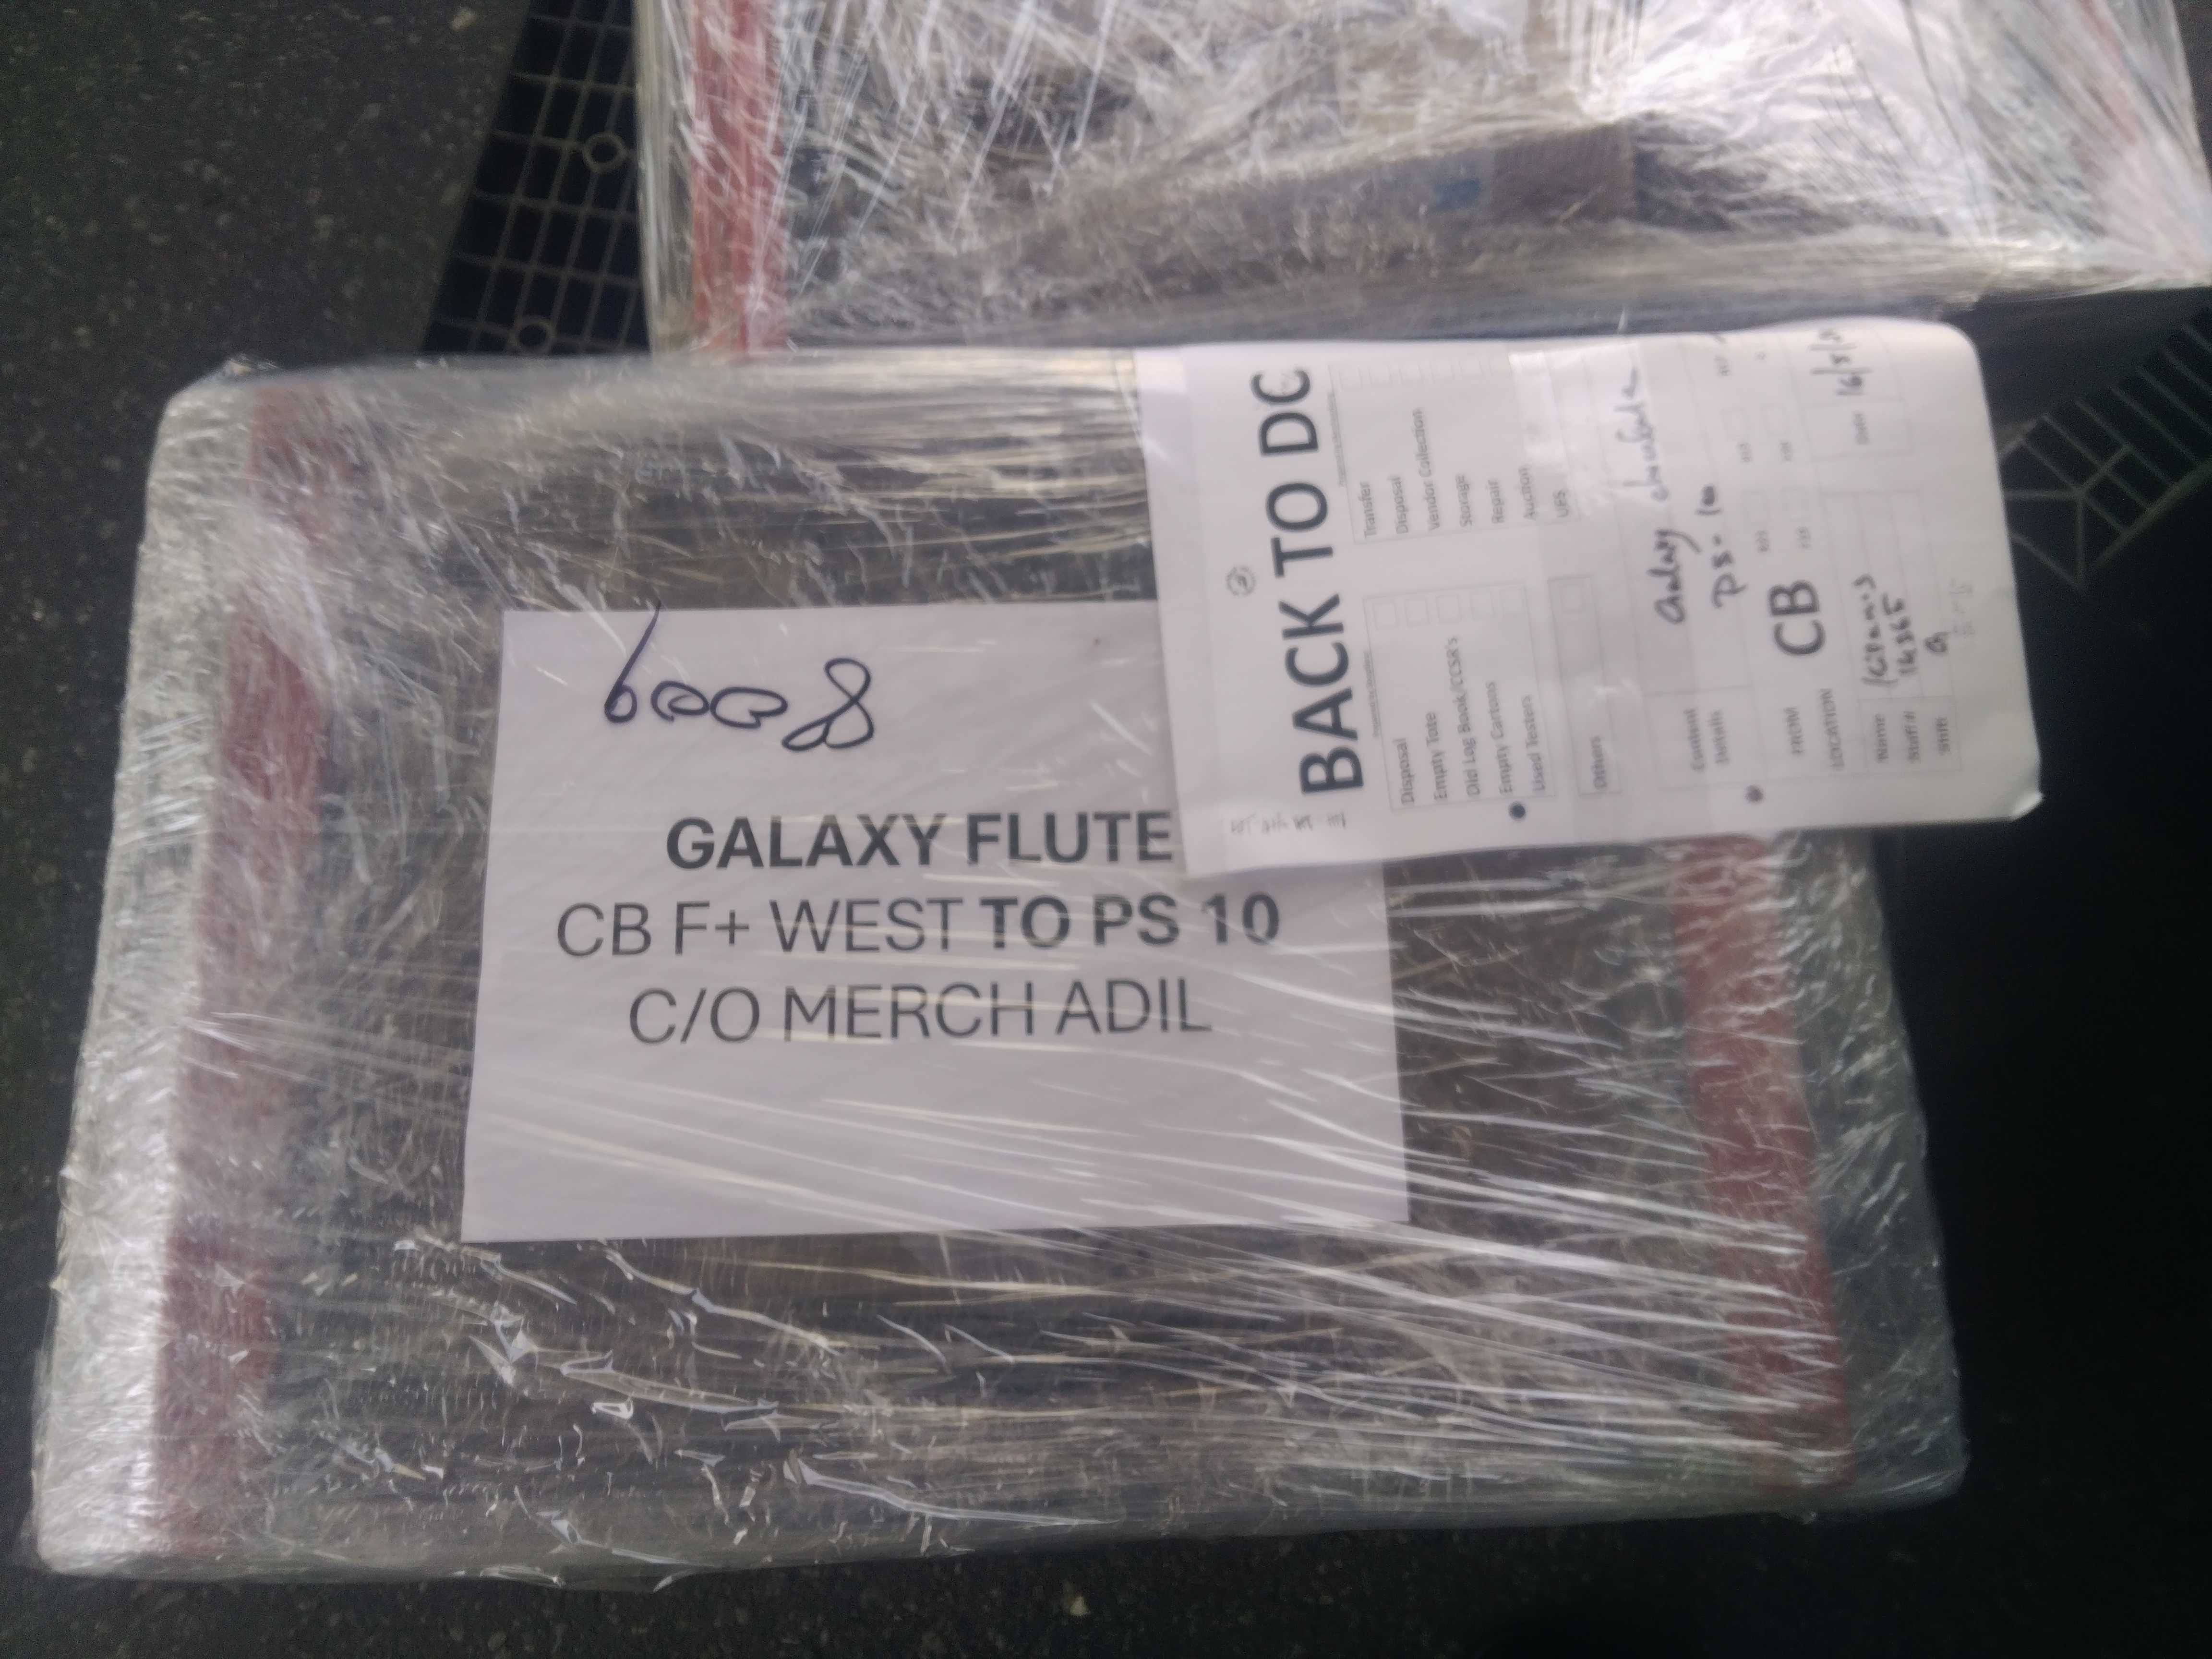 6008
GALAXY FLUTE
CB F+ WEST TO PS 10
C/O MERCH ADIL
BACK TO DC
Disposal
Empty Tote
Old Log Book/CCSR's
Empty Cartons
Used Testers
Transfer
Disposal
Vendor Collection
Storage
Repair
Auction
UPS
Others
Content
Details
Galaxy chocolate
PS-10
FROM
LOCATION
CB
Name
Staff#
14365
Shift
DATE